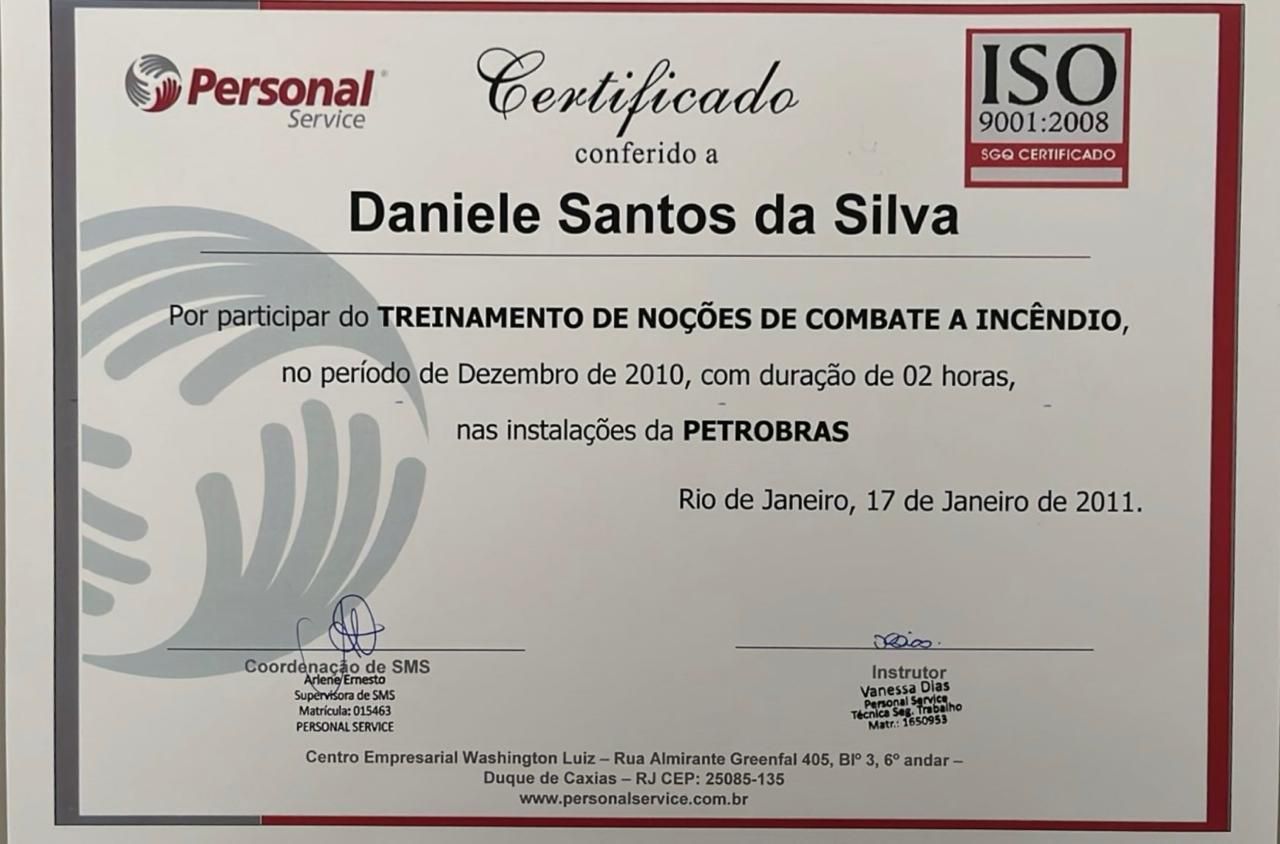 Personal
Service
Certificado
conferido a
ISO
9001:2008
SGQ CERTIFICADO
Daniele Santos da Silva
Por participar do TREINAMENTO DE NOÇÕES DE COMBATE A INCÊNDIO,
no período de Dezembro de 2010, com duração de 02 horas,
nas instalações da PETROBRAS
Rio de Janeiro, 17 de Janeiro de 2011.
Coordenação de SMS
Arlene Ernesto
Supervisora de SMS
Matrícula: 015463
PERSONAL SERVICE
Instrutor
Vanessa Dias
Personal Service
Técnica Seg. Trabalho
Matr.: 1650953
Centro Empresarial Washington Luiz – Rua Almirante Greenfal 405, Blº 3, 6º andar –
Duque de Caxias – RJ CEP: 25085-135
www.personalservice.com.br